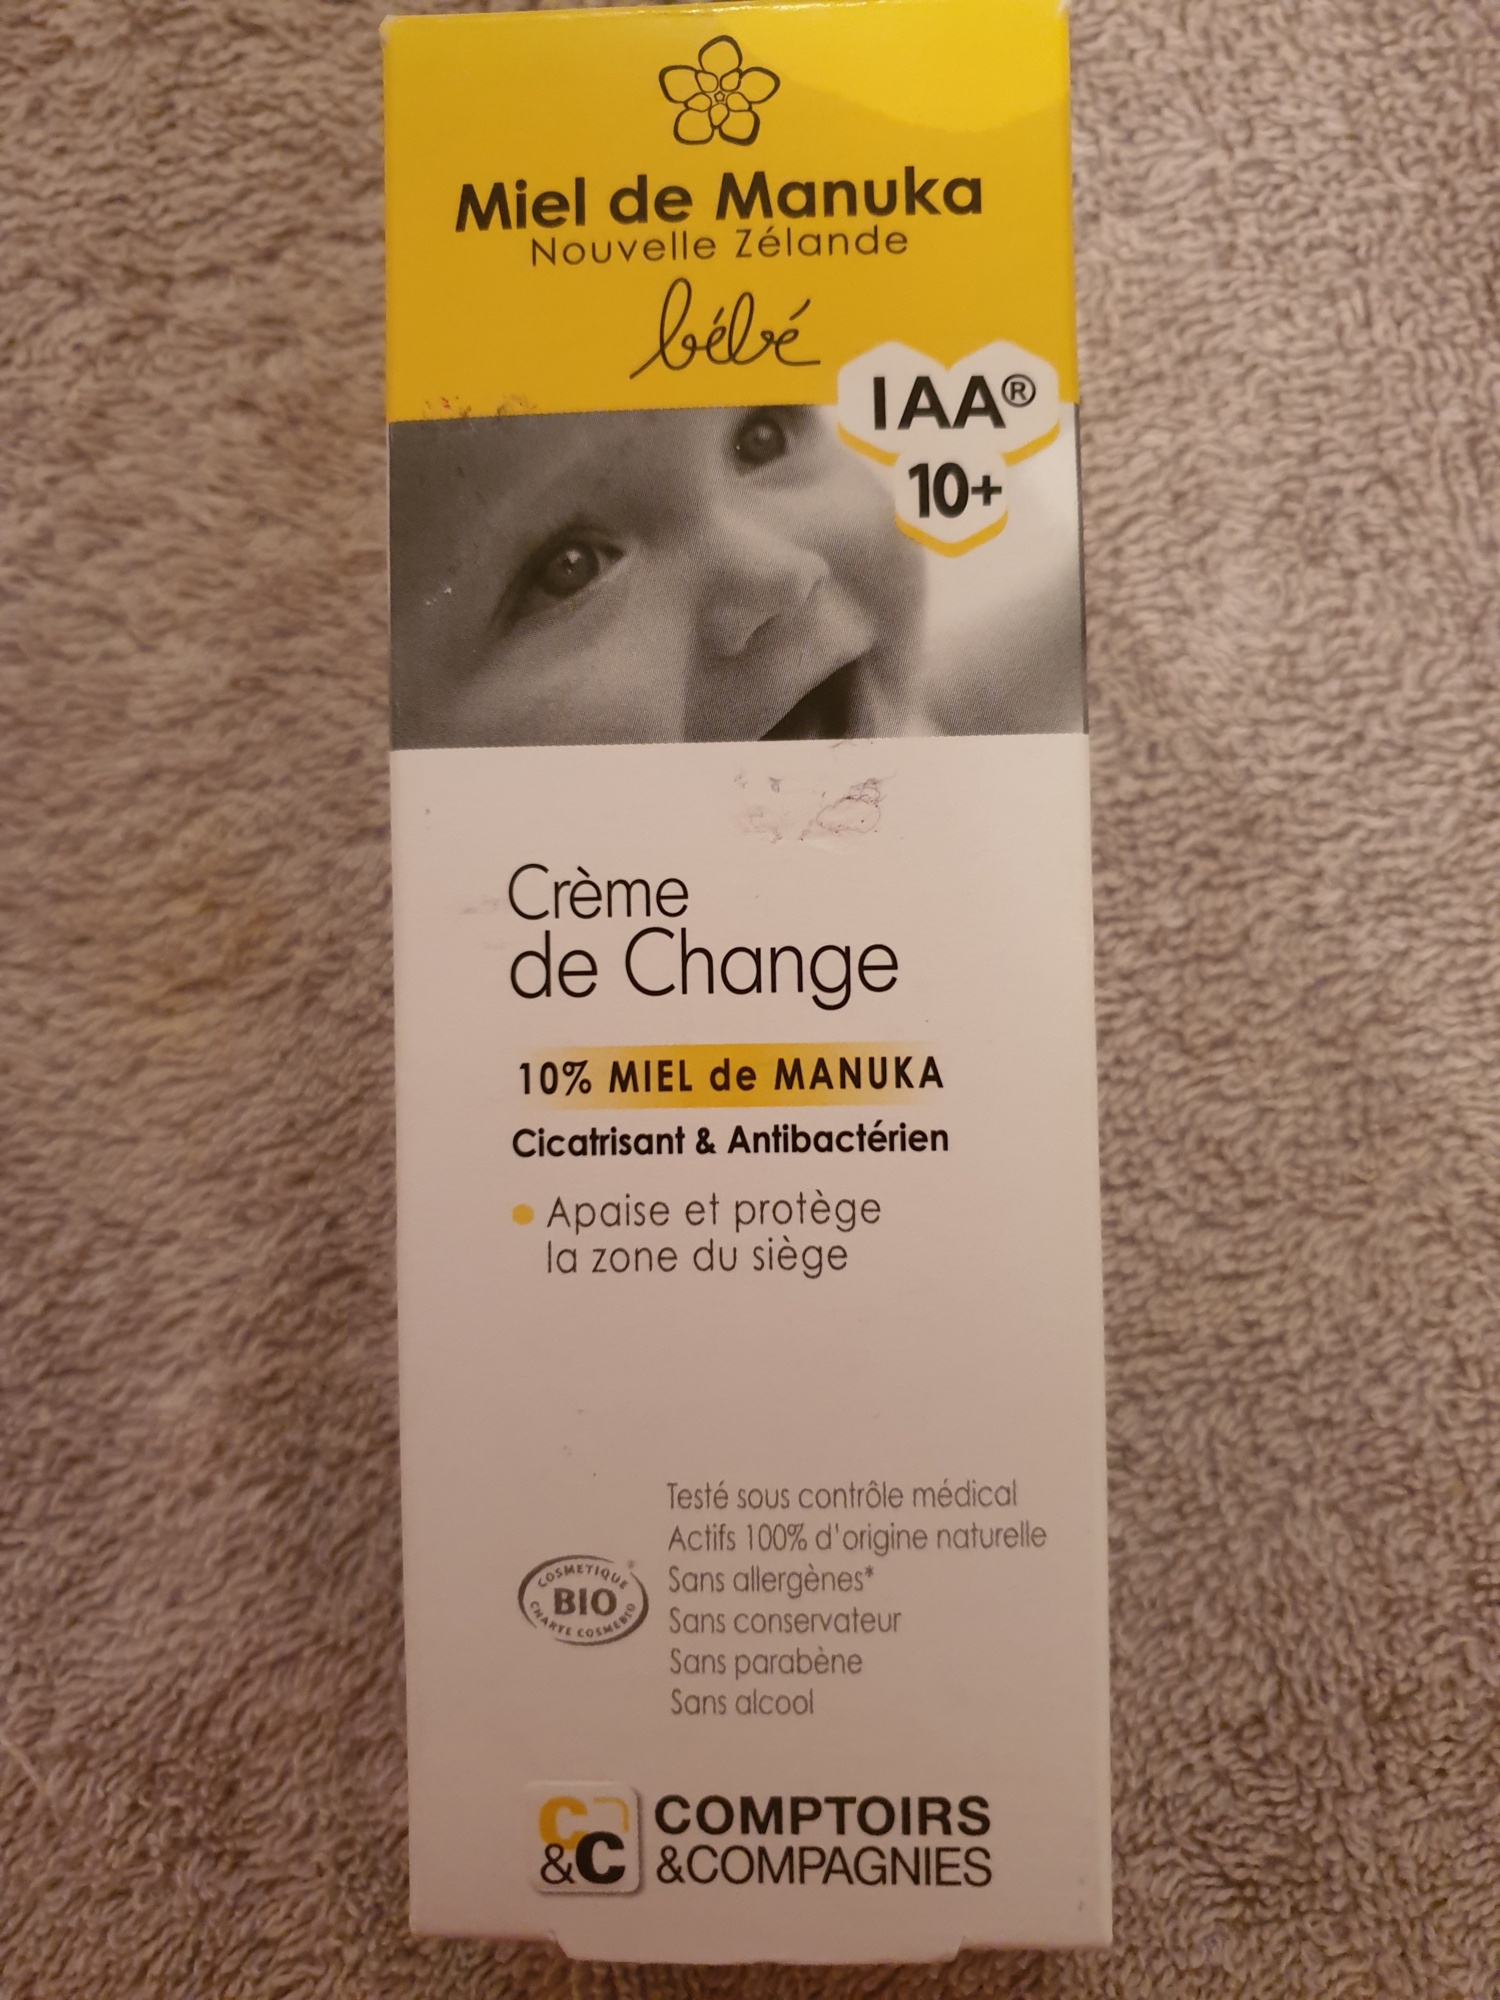 Miel de Manuka
Nouvelle Zélande
bébé
IAA®
10+
Crème
de Change
10% MIEL de MANUKA
Cicatrisant & Antibactérien
• Apaise et protège
la zone du siège
Testé sous contrôle médical
Actifs 100% d'origine naturelle
Sans allergènes*
Sans conservateur
Sans parabène
Sans alcool
COSMETIQUE
BIO
CHARTE COSMEBIO
C&C
COMPTOIRS
&COMPAGNIES